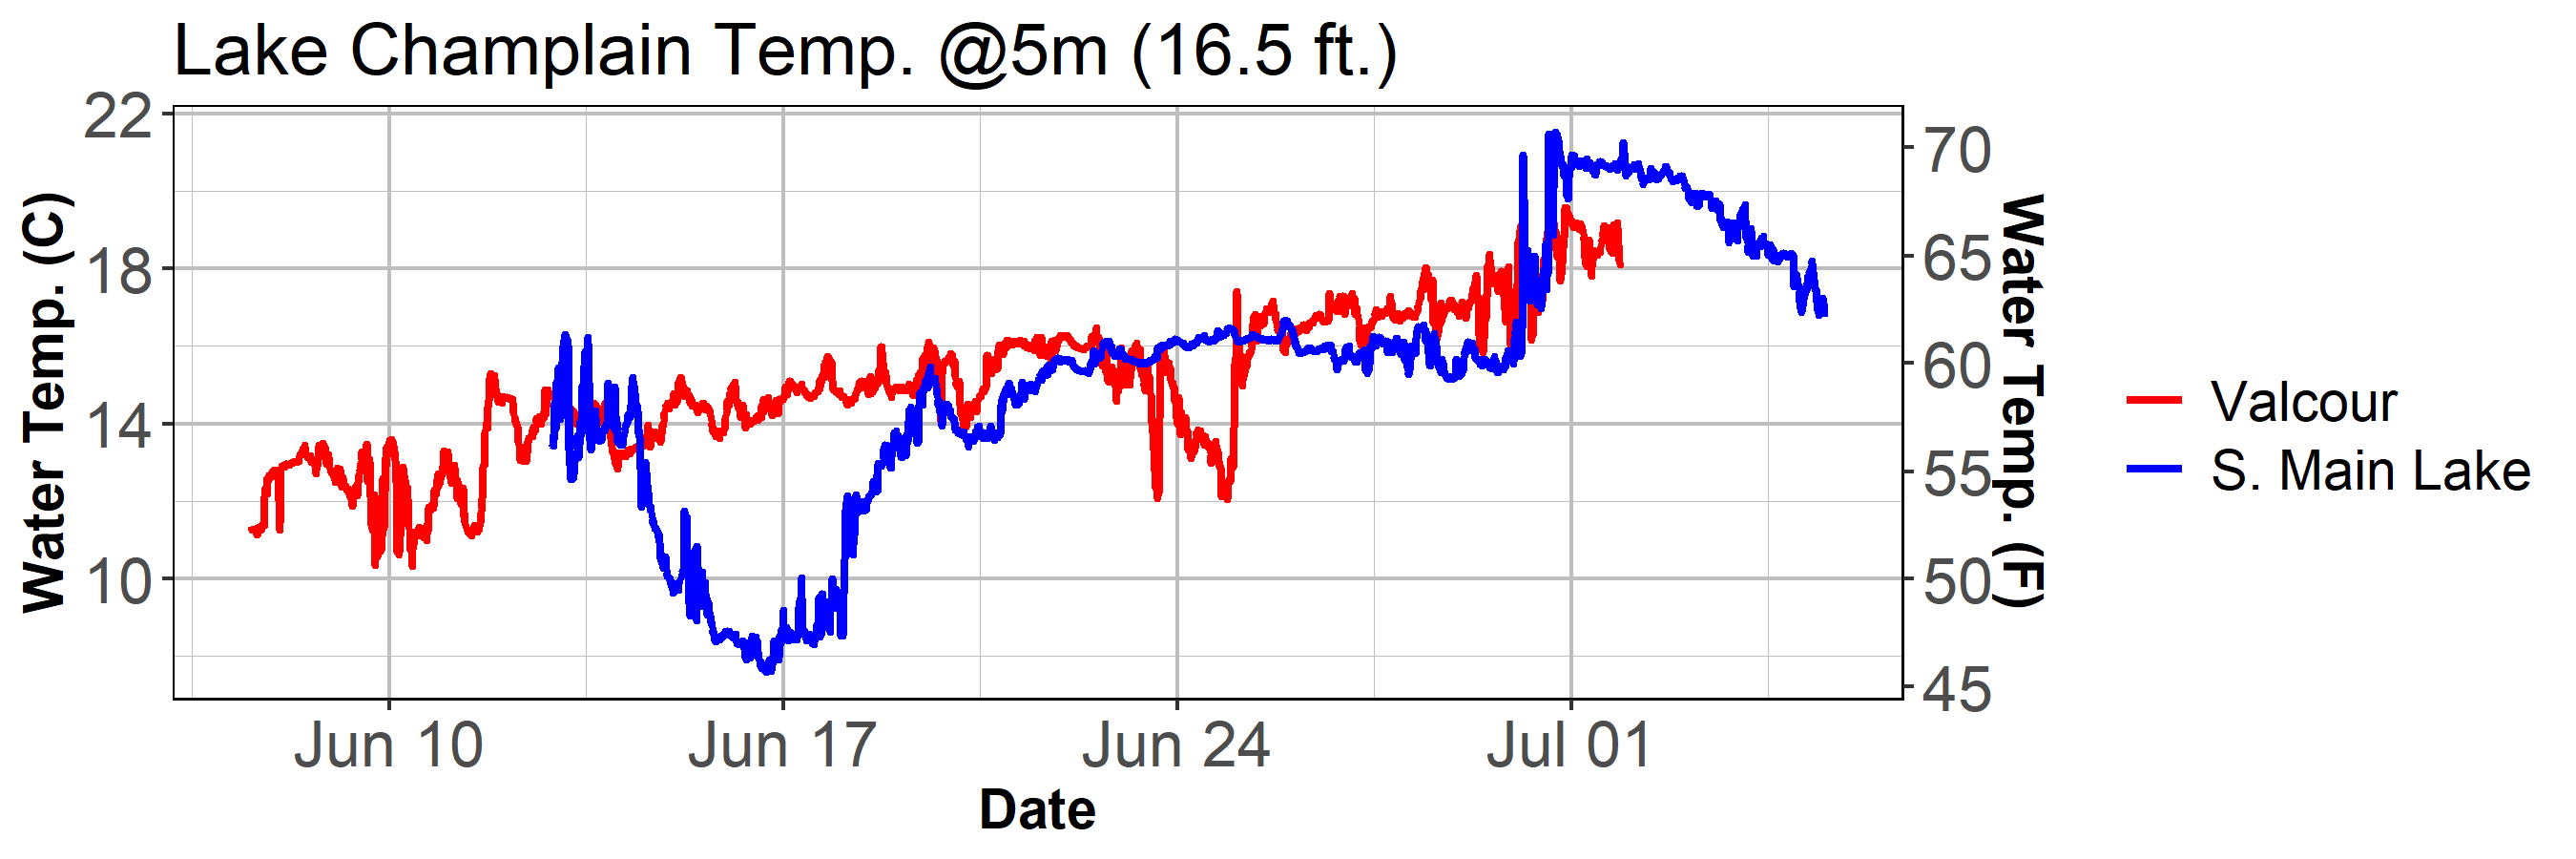 Lake Champlain Temp. @5m (16.5 ft.)
Water Temp. (C)
22
18
14
10
70
65
60
55
50
45
Water Temp. (F)
Jun 10
Jun 17
Jun 24
Jul 01
Date
Valcour
S. Main Lake